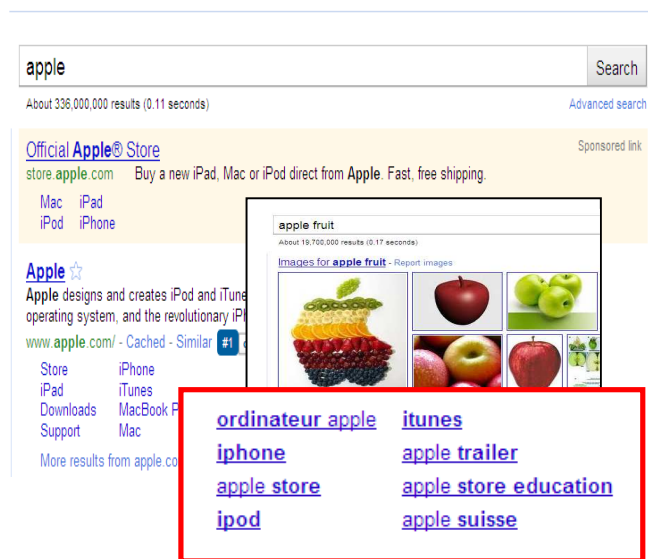 apple
Search
About 336,000,000 results (0.11 seconds)
Advanced search
Official Apple® Store
Sponsored link
store.apple.com Buy a new iPad, Mac or iPod direct from Apple. Fast, free shipping.
Mac iPad
iPod iPhone
Apple
Apple designs and creates iPod and iTune
operating system, and the revolutionary iPh
www.apple.com/ - Cached - Similar #1
Store iPhone
iPad iTunes
Downloads MacBook P
Support Mac
More results from apple.co
apple fruit
About 19,700,000 results (0.17 seconds)
Images for apple fruit - Report images
ordinateur apple itunes
iphone apple trailer
apple store apple store education
ipod apple suisse